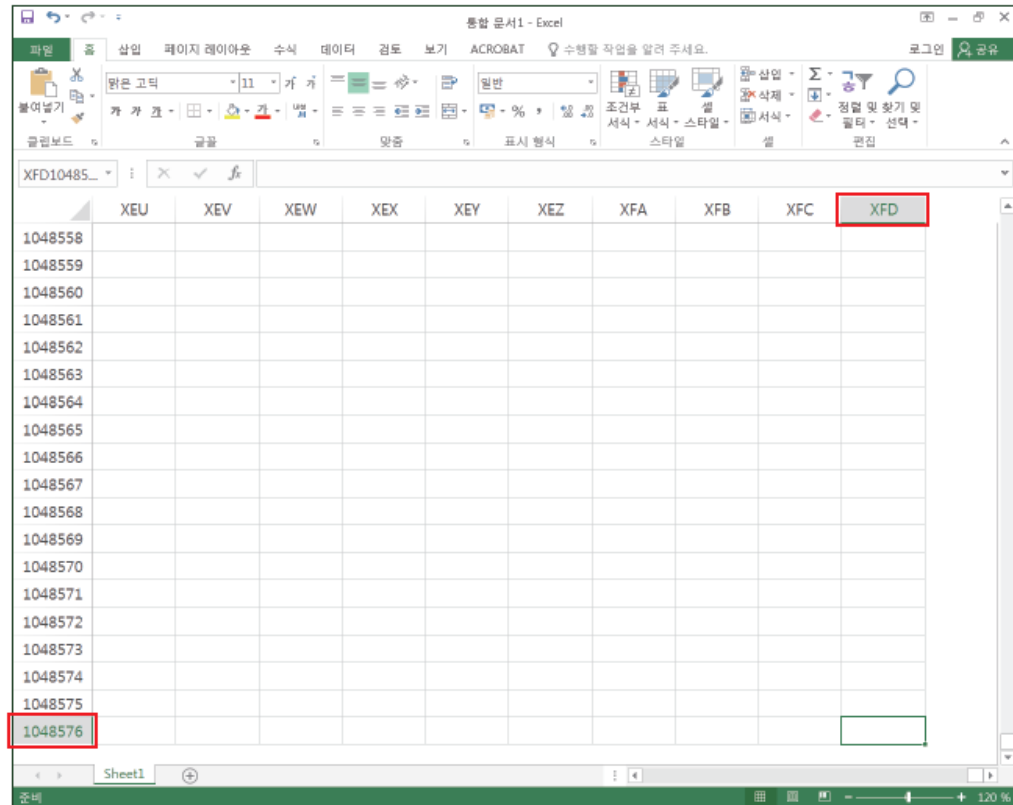 통합 문서1 - Excel
파일 홈 삽입 페이지 레이아웃 수식 데이터 검토 보기 ACROBAT 수행할 작업을 알려 주세요. 로그인 공유
맑은 고딕 11 가 가 일반 삽입
붙여넣기 가 가 가 가 % , 조건부 서식 표 서식 셀 스타일 삭제 정렬 및 필터 찾기 및 선택
서식
클립보드 글꼴 맞춤 표시 형식 스타일 셀 편집
XFD10485... fx
XEU XEV XEW XEX XEY XEZ XFA XFB XFC XFD
1048558
1048559
1048560
1048561
1048562
1048563
1048564
1048565
1048566
1048567
1048568
1048569
1048570
1048571
1048572
1048573
1048574
1048575
1048576
Sheet1
준비 120 %